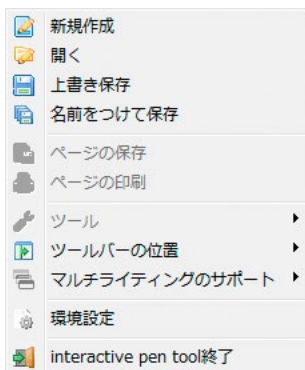 新規作成
開く
上書き保存
名前をつけて保存
ページの保存
ページの印刷
ツール
ツールバーの位置
マルチライティングのサポート
環境設定
interactive pen tool終了